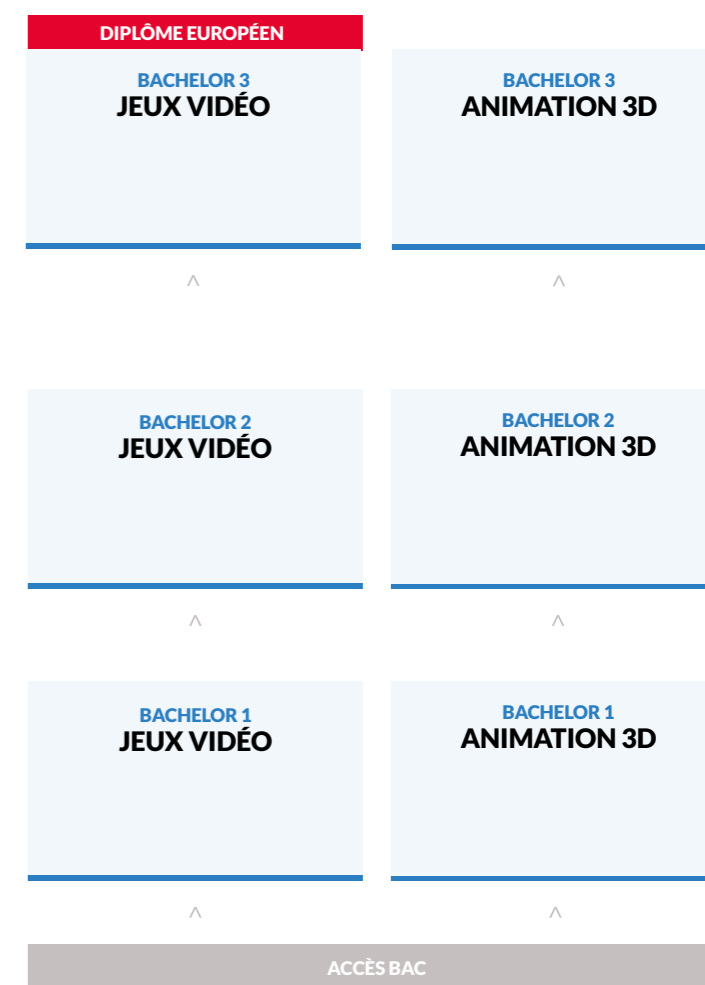 DIPLÔME EUROPÉEN
BACHELOR 3
JEUX VIDÉO
BACHELOR 3
ANIMATION 3D
^
^
BACHELOR 2
JEUX VIDÉO
BACHELOR 2
ANIMATION 3D
^
^
BACHELOR 1
JEUX VIDÉO
BACHELOR 1
ANIMATION 3D
^
^
ACCÈS BAC